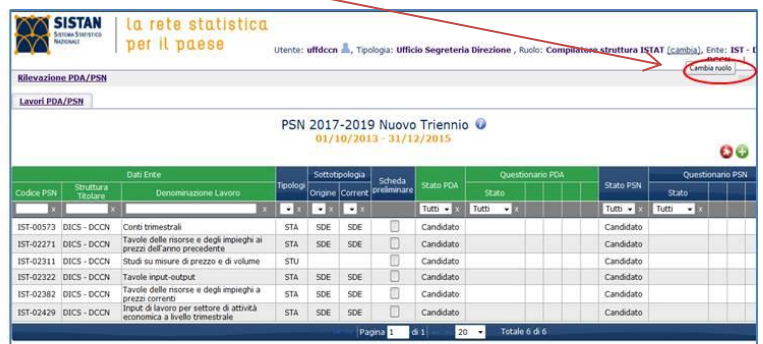 SISTAN
SISTEMA STATISTICO
NAZIONALE
la rete statistica
per il paese
Utente: uffdccn , Tipologia: Ufficio Segreteria Direzione , Ruolo: Compilatore struttura ISTAT (cambia), Ente: IST - D
DCCN
Cambia ruolo
Rilevazione PDA/PSN
Lavori PDA/PSN
PSN 2017-2019 Nuovo Triennio
01/10/2013 - 31/12/2015
Dati Ente Tipologi Sottotipologia Scheda preliminare Stato PDA Questionario PDA Stato PSN Questionario PSN
Codice PSN Struttura Titolare Denominazione Lavoro Origine Corrent Stato Stato
x x x x x x Tutti x Tutti x Tutti x Tutti x
IST-00573 DICS - DCCN Conti trimestrali STA SDE SDE Candidato Candidato
IST-02271 DICS - DCCN Tavole delle risorse e degli impieghi ai prezzi dell'anno precedente STA SDE SDE Candidato Candidato
IST-02311 DICS - DCCN Studi su misure di prezzo e di volume STU Candidato Candidato
IST-02322 DICS - DCCN Tavole input-output STA SDE SDE Candidato Candidato
IST-02382 DICS - DCCN Tavole delle risorse e degli impieghi a prezzi correnti STA SDE SDE Candidato Candidato
IST-02429 DICS - DCCN Input di lavoro per settore di attività economica a livello trimestrale STA SDE SDE Candidato Candidato
Pagina 1 di 1 20 Totale 6 di 6